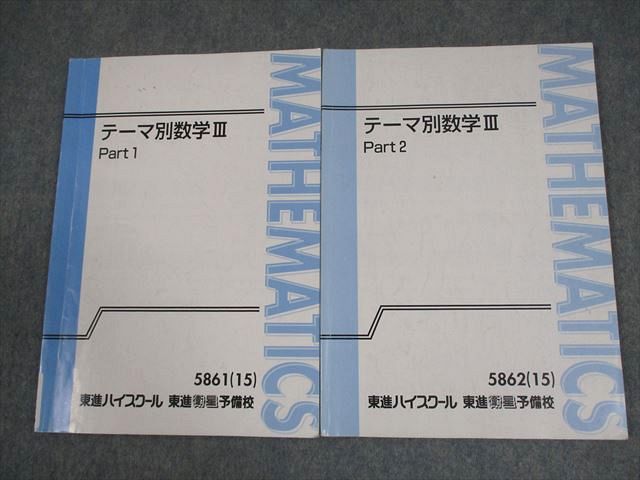 テーマ別数学Ⅲ
Part 1
MATHEMATICS
5861(15)
東進ハイスクール 東進衛星予備校
テーマ別数学Ⅲ
Part 2
MATHEMATICS
5862(15)
東進ハイスクール 東進衛星予備校